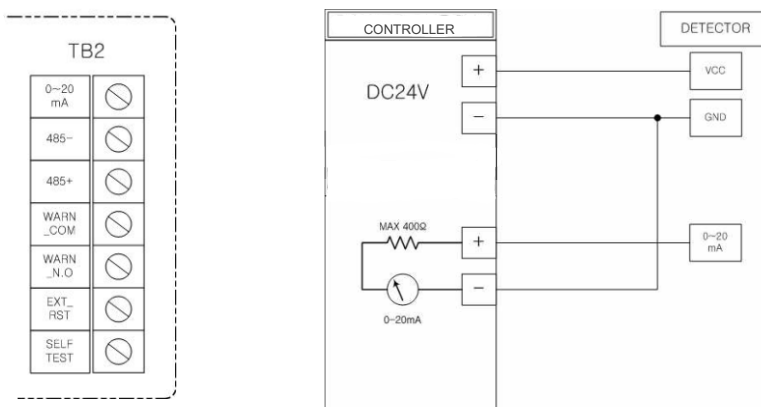 TB2
0~20
mA
485-
485+
WARN
_COM
WARN
_N.O
EXT_
RST
SELF
TEST
CONTROLLER
DETECTOR
+
VCC
DC24V
−
GND
MAX 400Ω
+
0~20
mA
−
0-20mA